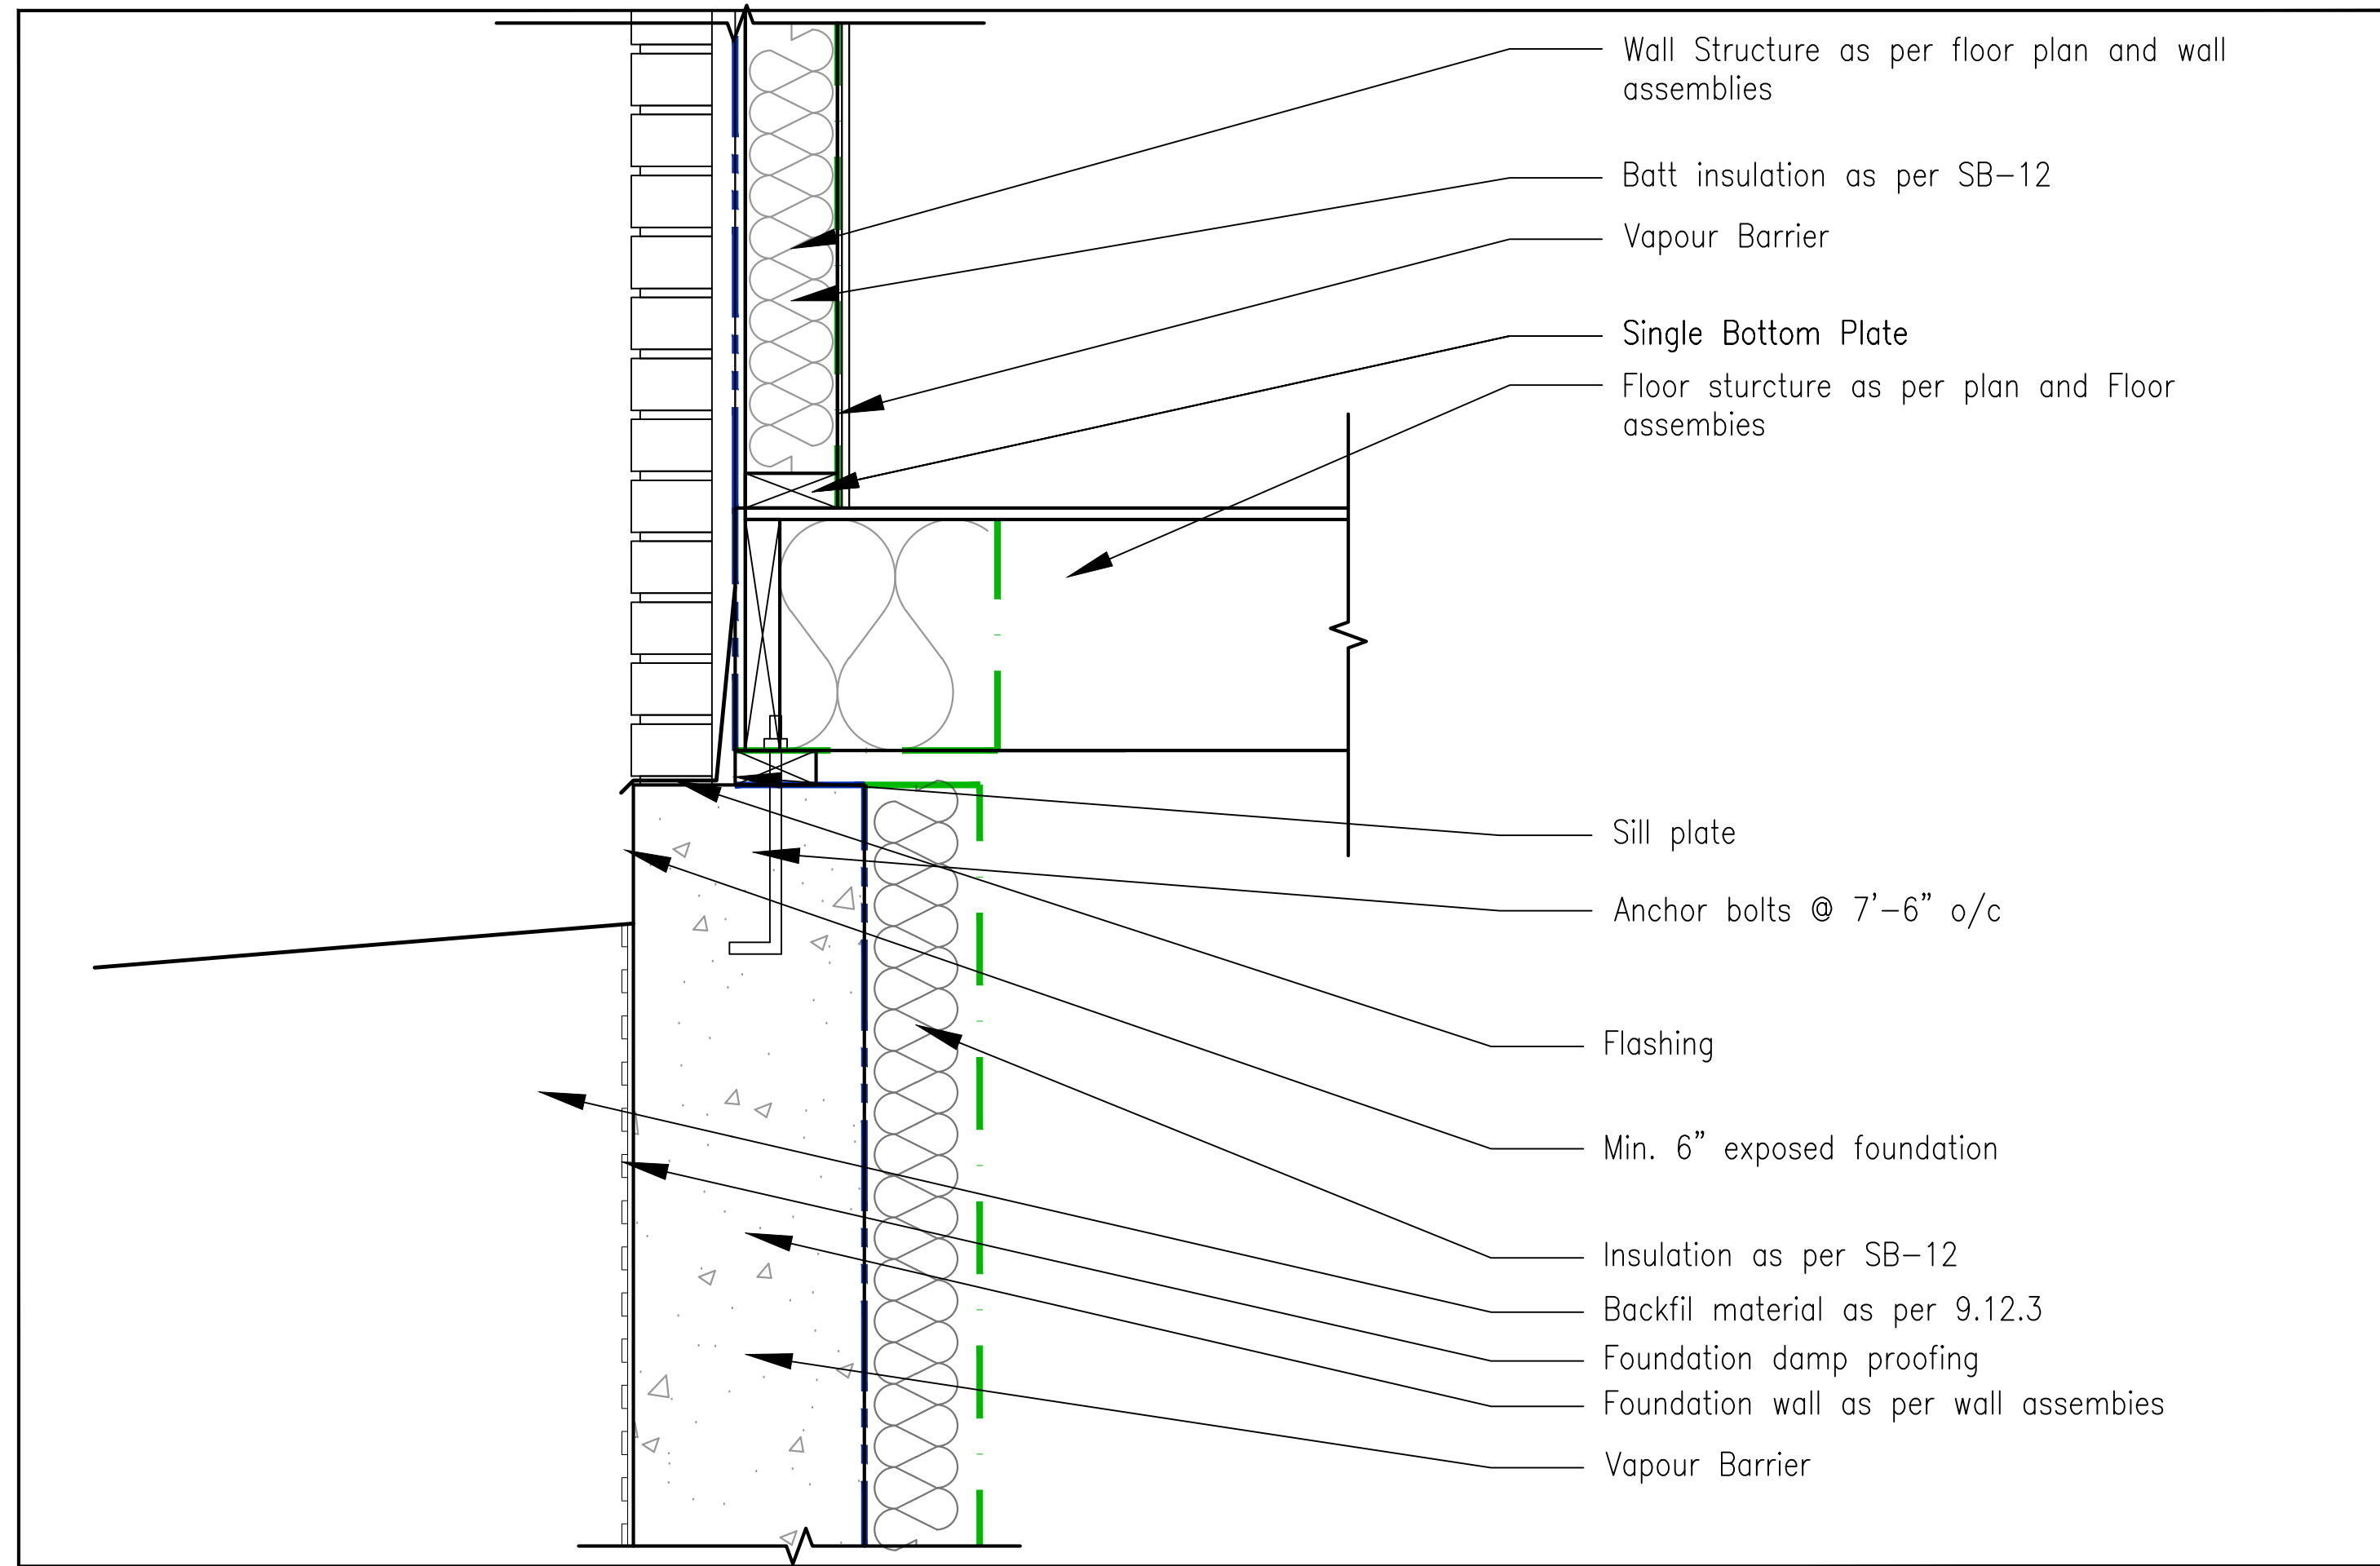 Wall Structure as per floor plan and wall
assemblies
Batt insulation as per SB-12
Vapour Barrier
Single Bottom Plate
Floor sturcture as per plan and Floor
assembies
Sill plate
Anchor bolts @ 7'-6" o/c
Flashing
Min. 6" exposed foundation
Insulation as per SB-12
Backfil material as per 9.12.3
Foundation damp proofing
Foundation wall as per wall assembies
Vapour Barrier